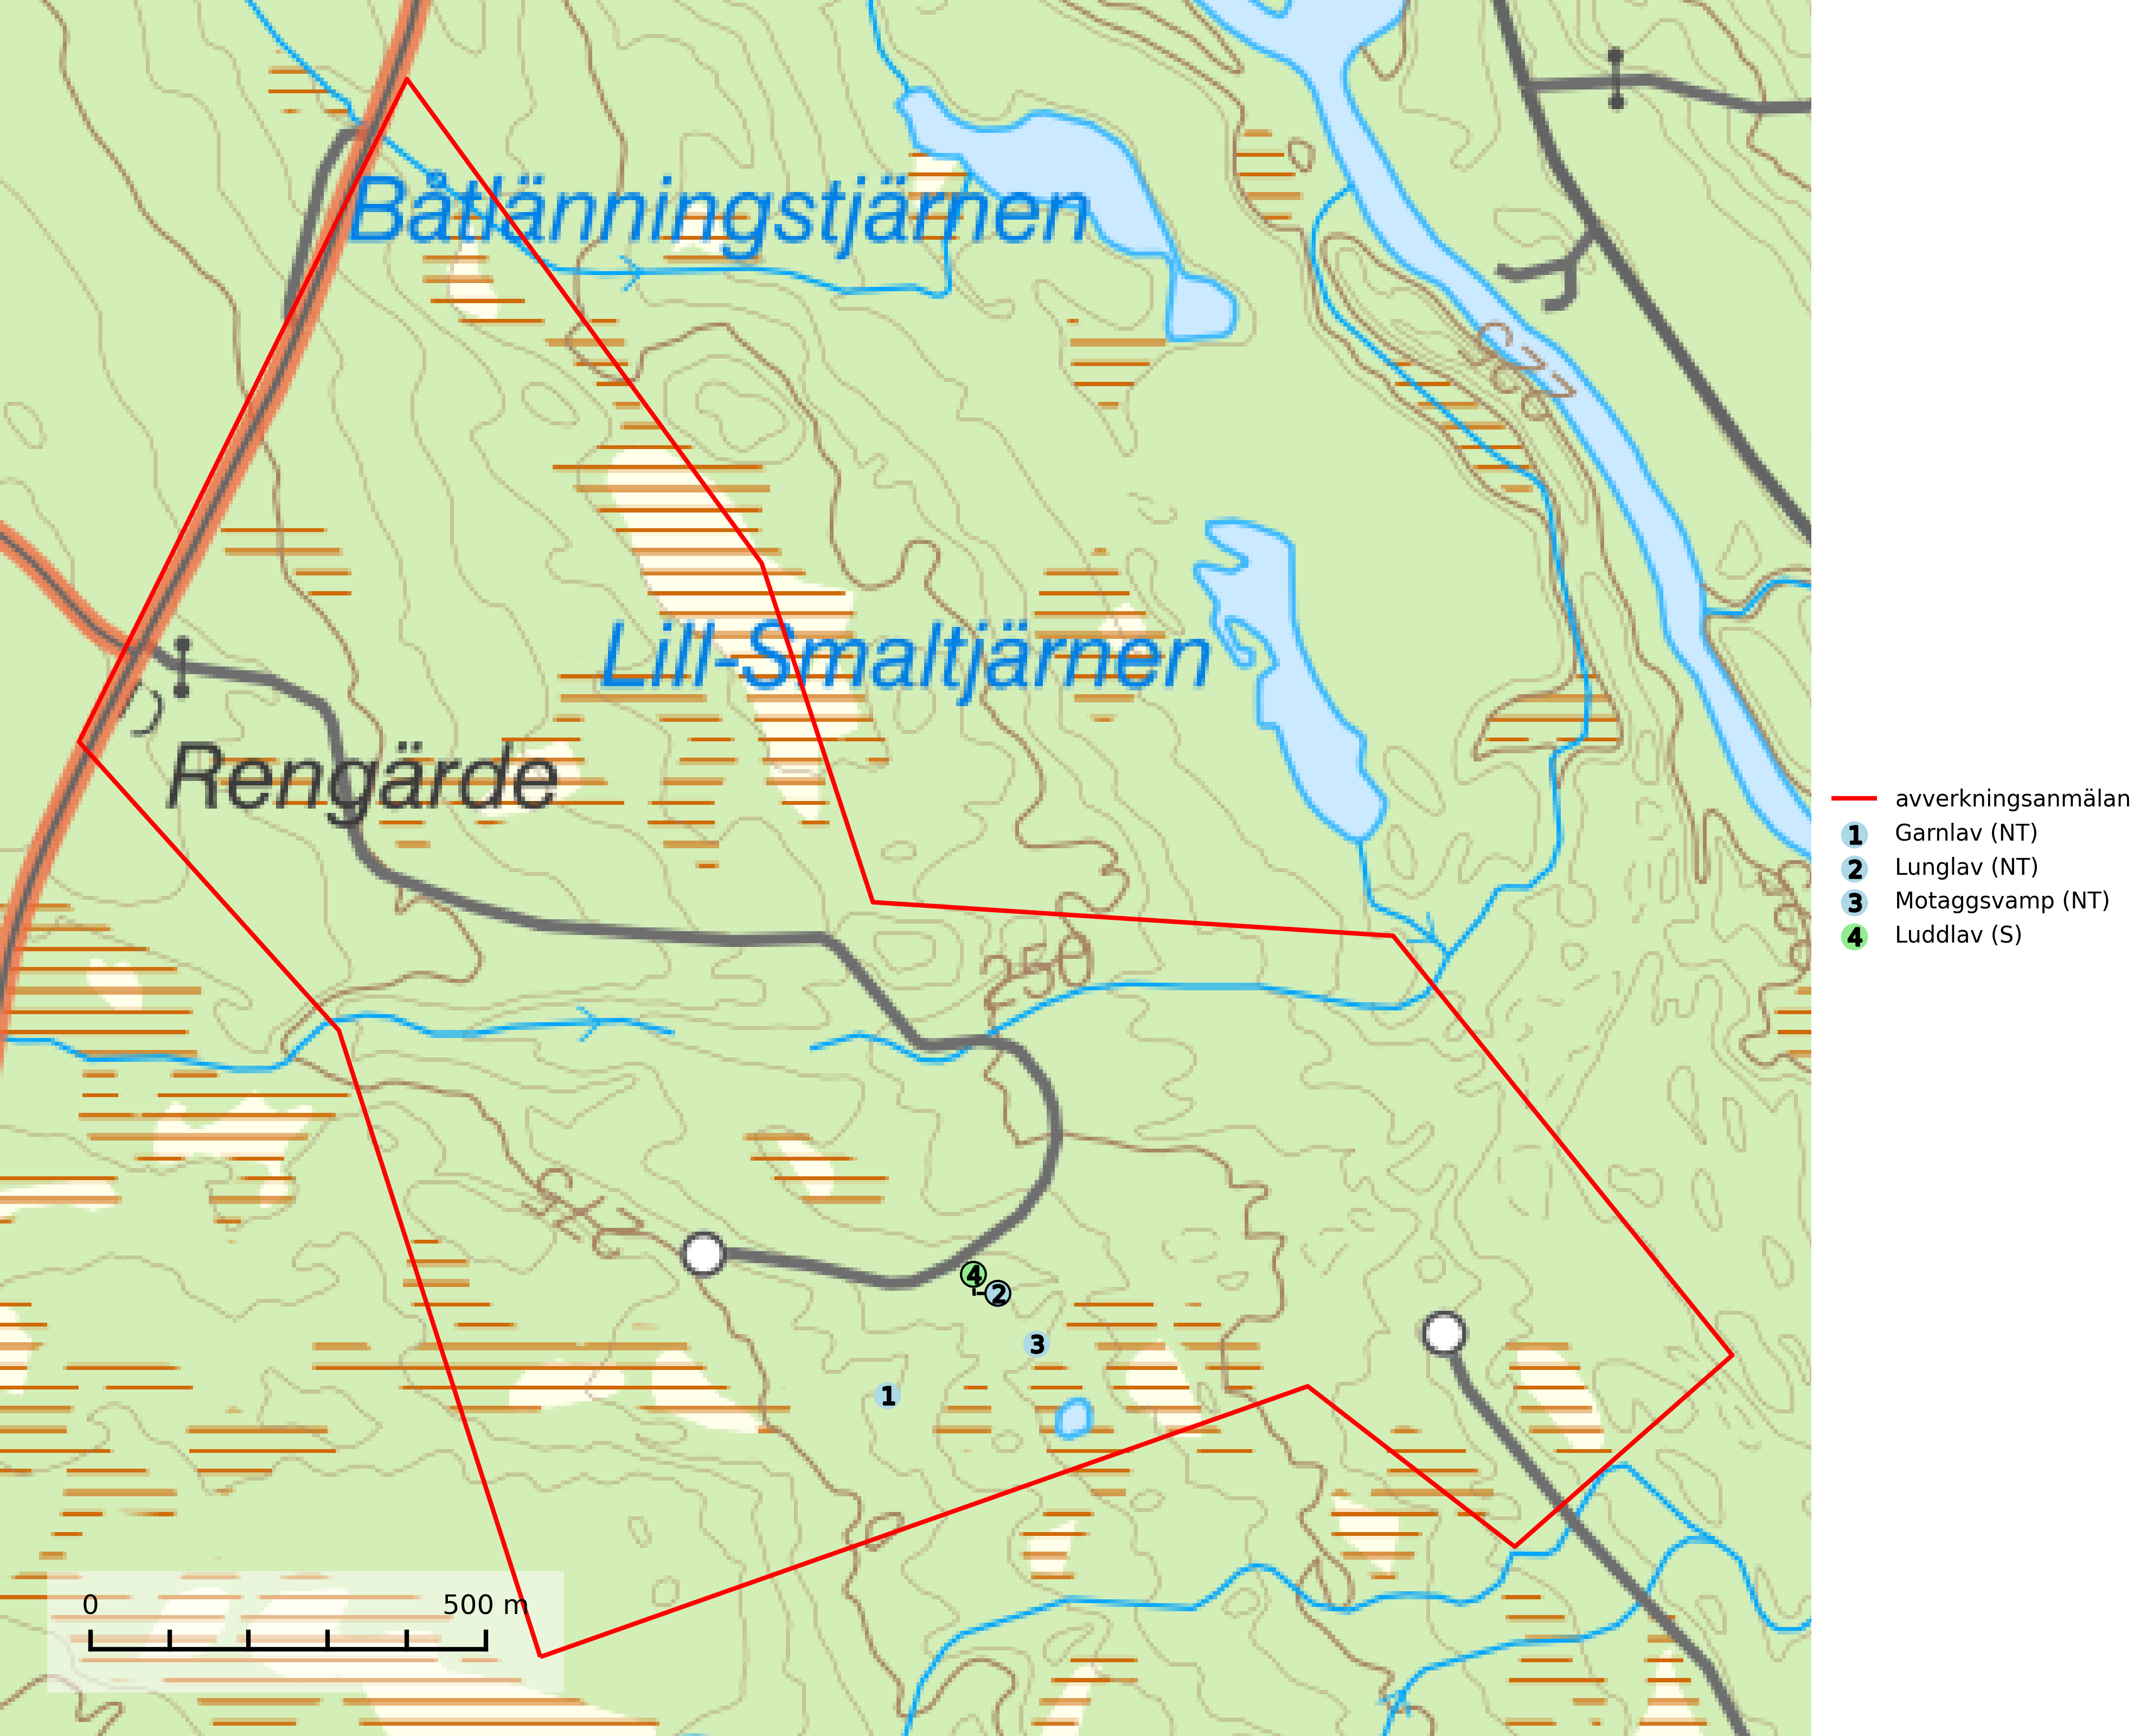 Båtlänningstjärnen
Lill-Smaltjärnen
Rengärde
250
275
0 500 m
avverkningsanmälan
1 Garnlav (NT)
2 Lunglav (NT)
3 Motaggsvamp (NT)
4 Luddlav (S)
4
2
3
1